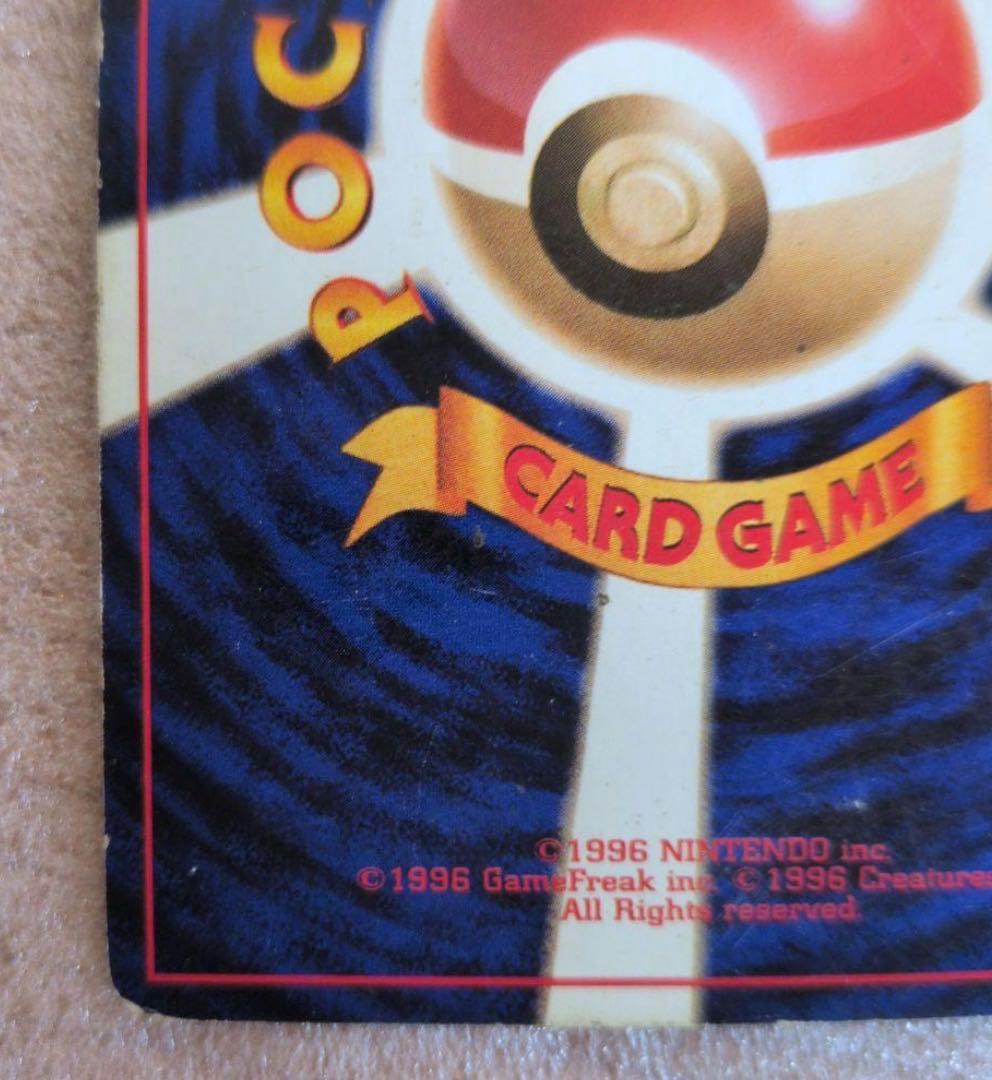 POC
CARD GAME
©1996 NINTENDO inc.
©1996 GameFreak inc. ©1996 Creatures
All Rights reserved.